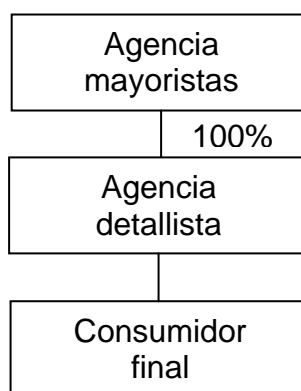 Agencia
mayoristas
100%
Agencia
detallista
Consumidor
final